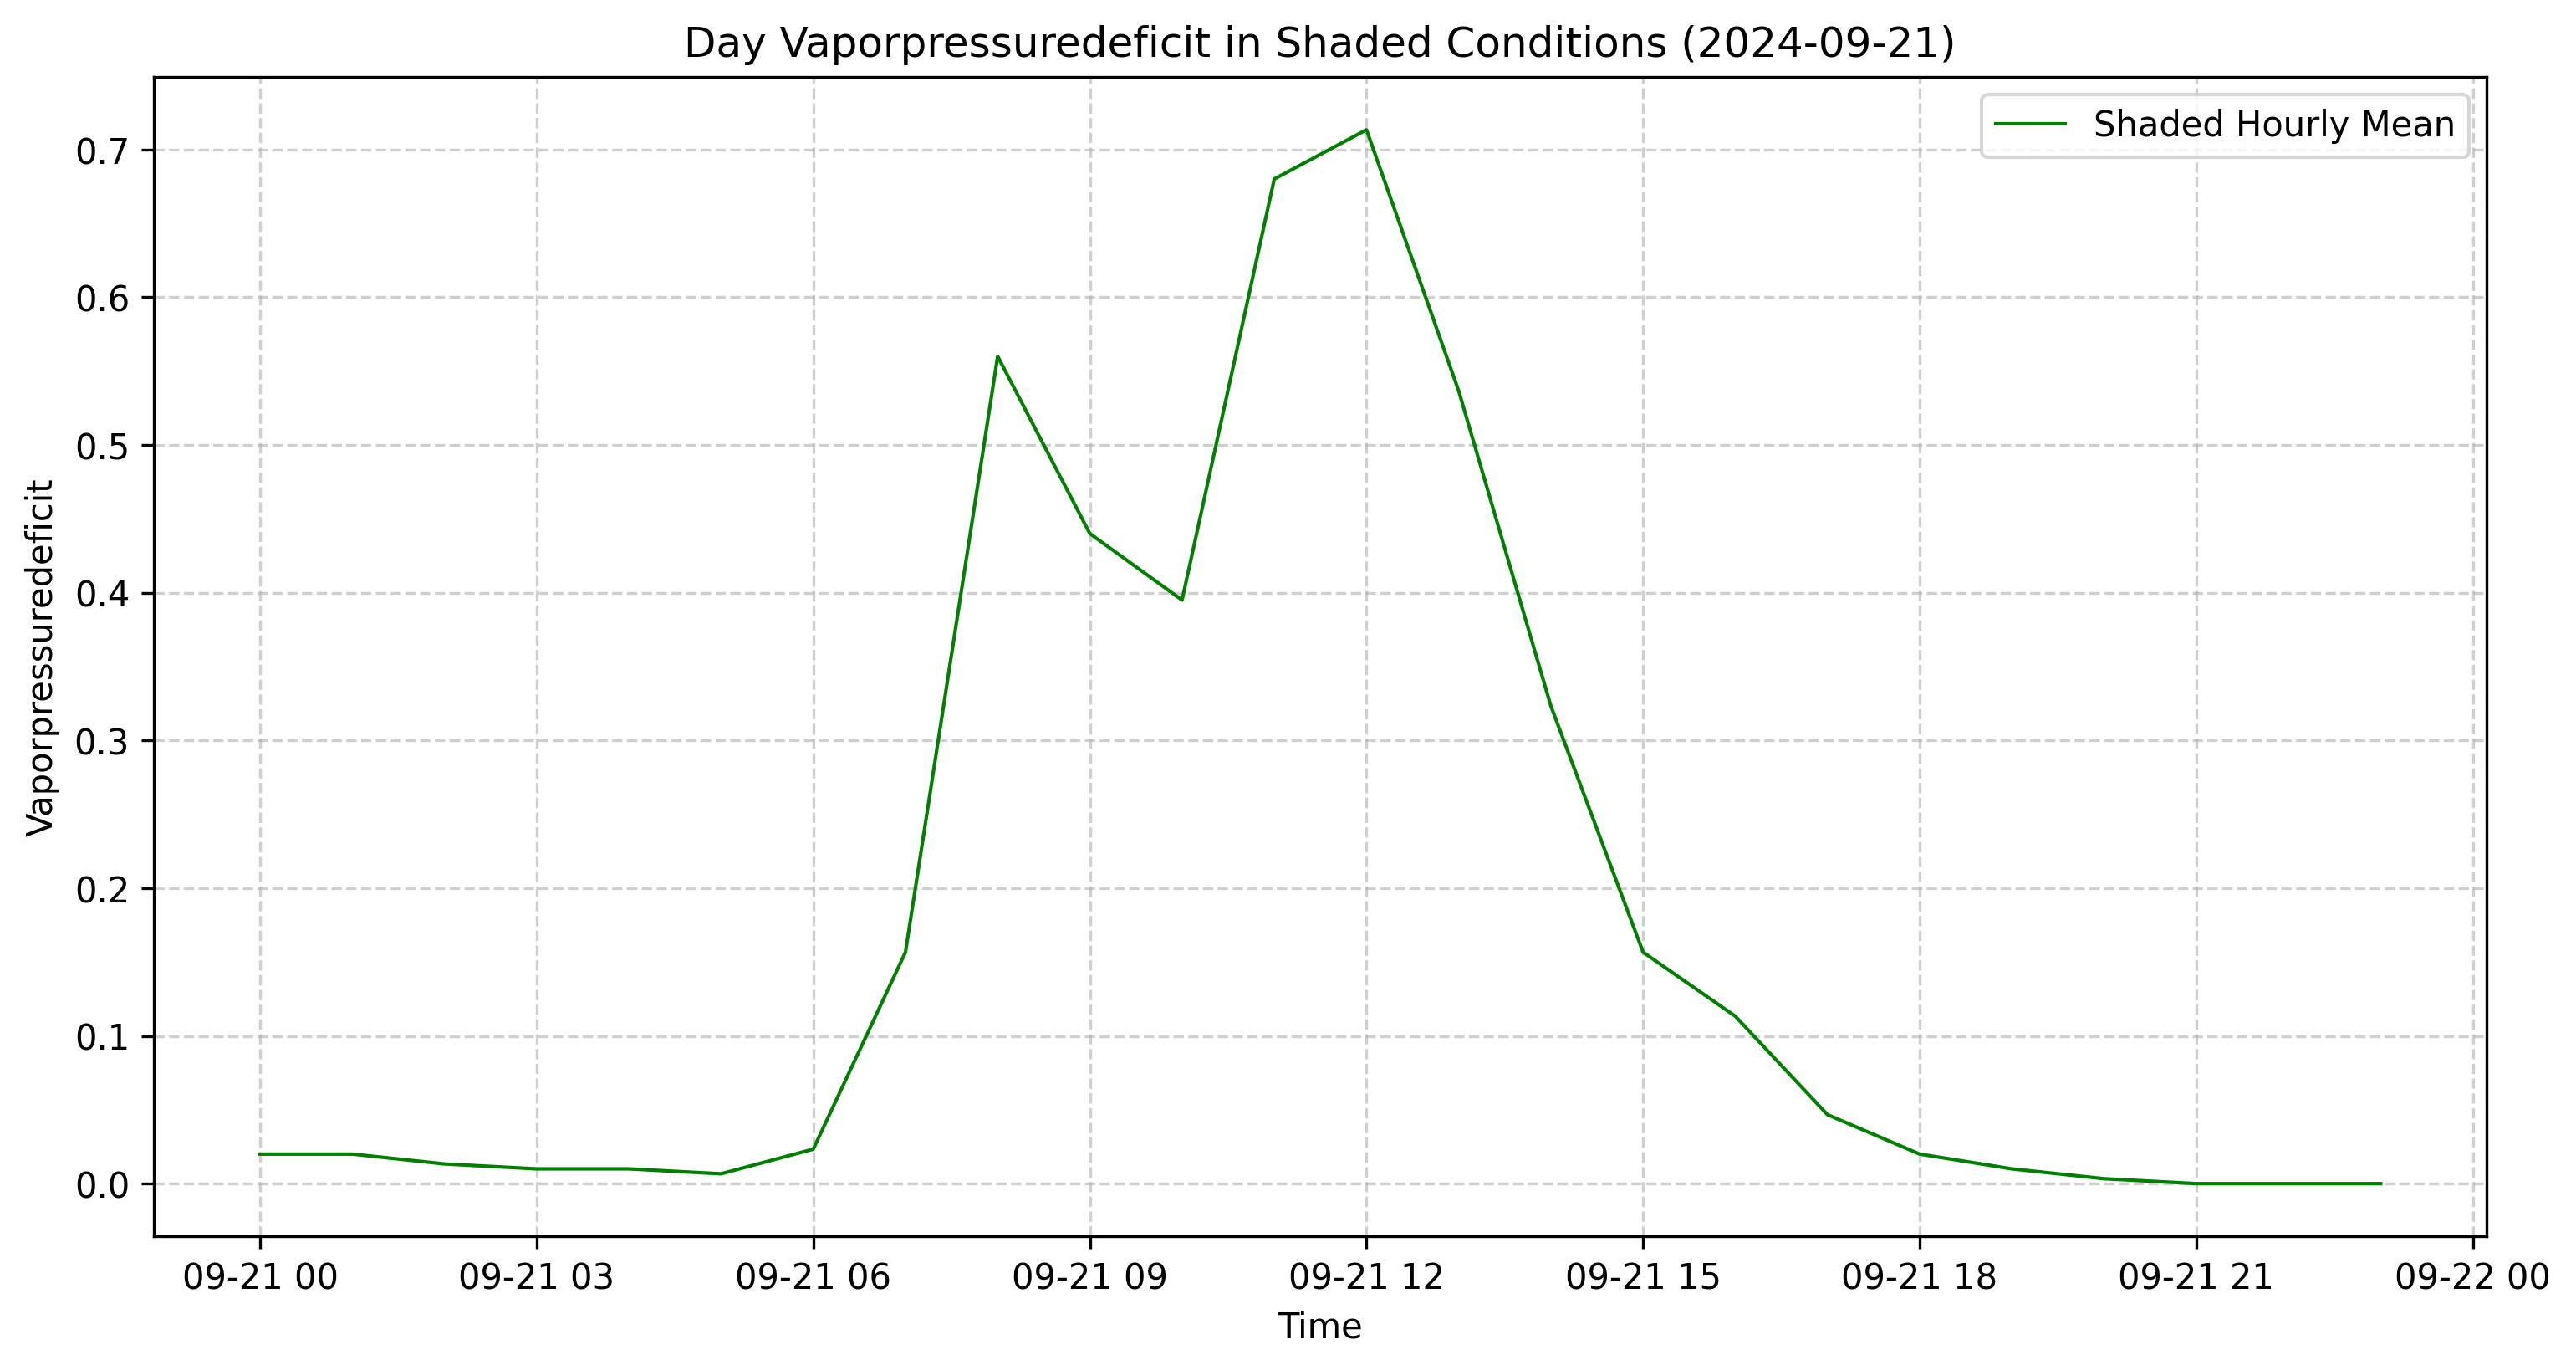 Day Vaporpressuredeficit in Shaded Conditions (2024-09-21)
Shaded Hourly Mean
Vaporpressuredeficit
0.7
0.6
0.5
0.4
0.3
0.2
0.1
0.0
09-21 00 09-21 03 09-21 06 09-21 09 09-21 12 09-21 15 09-21 18 09-21 21 09-22 00
Time